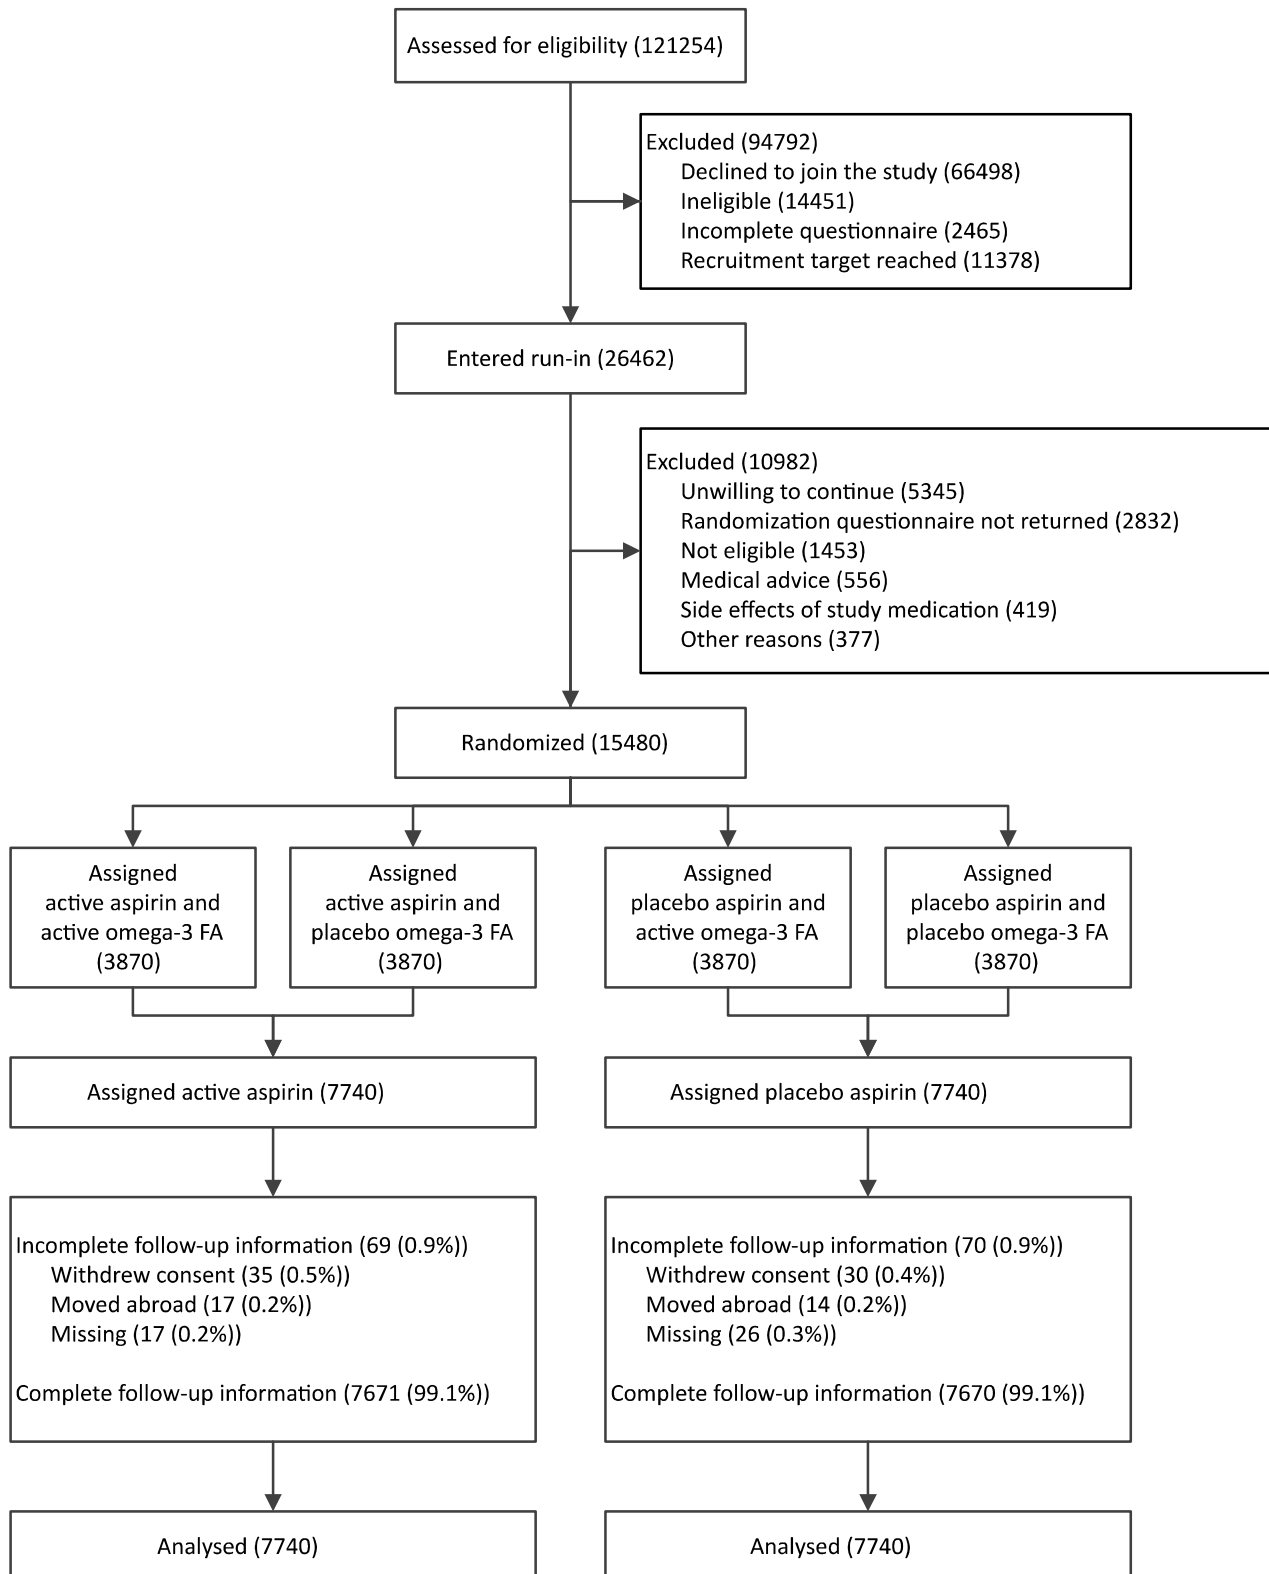 Assessed for eligibility (121254)
Excluded (94792)
Declined to join the study (66498)
Ineligible (14451)
Incomplete questionnaire (2465)
Recruitment target reached (11378)
Entered run-in (26462)
Excluded (10982)
Unwilling to continue (5345)
Randomization questionnaire not returned (2832)
Not eligible (1453)
Medical advice (556)
Side effects of study medication (419)
Other reasons (377)
Randomized (15480)
Assigned
active aspirin and
active omega-3 FA
(3870)
Assigned
active aspirin and
placebo omega-3 FA
(3870)
Assigned
placebo aspirin and
active omega-3 FA
(3870)
Assigned
placebo aspirin and
placebo omega-3 FA
(3870)
Assigned active aspirin (7740)
Assigned placebo aspirin (7740)
Incomplete follow-up information (69 (0.9%))
Withdrew consent (35 (0.5%))
Moved abroad (17 (0.2%))
Missing (17 (0.2%))
Complete follow-up information (7671 (99.1%))
Incomplete follow-up information (70 (0.9%))
Withdrew consent (30 (0.4%))
Moved abroad (14 (0.2%))
Missing (26 (0.3%))
Complete follow-up information (7670 (99.1%))
Analysed (7740)
Analysed (7740)